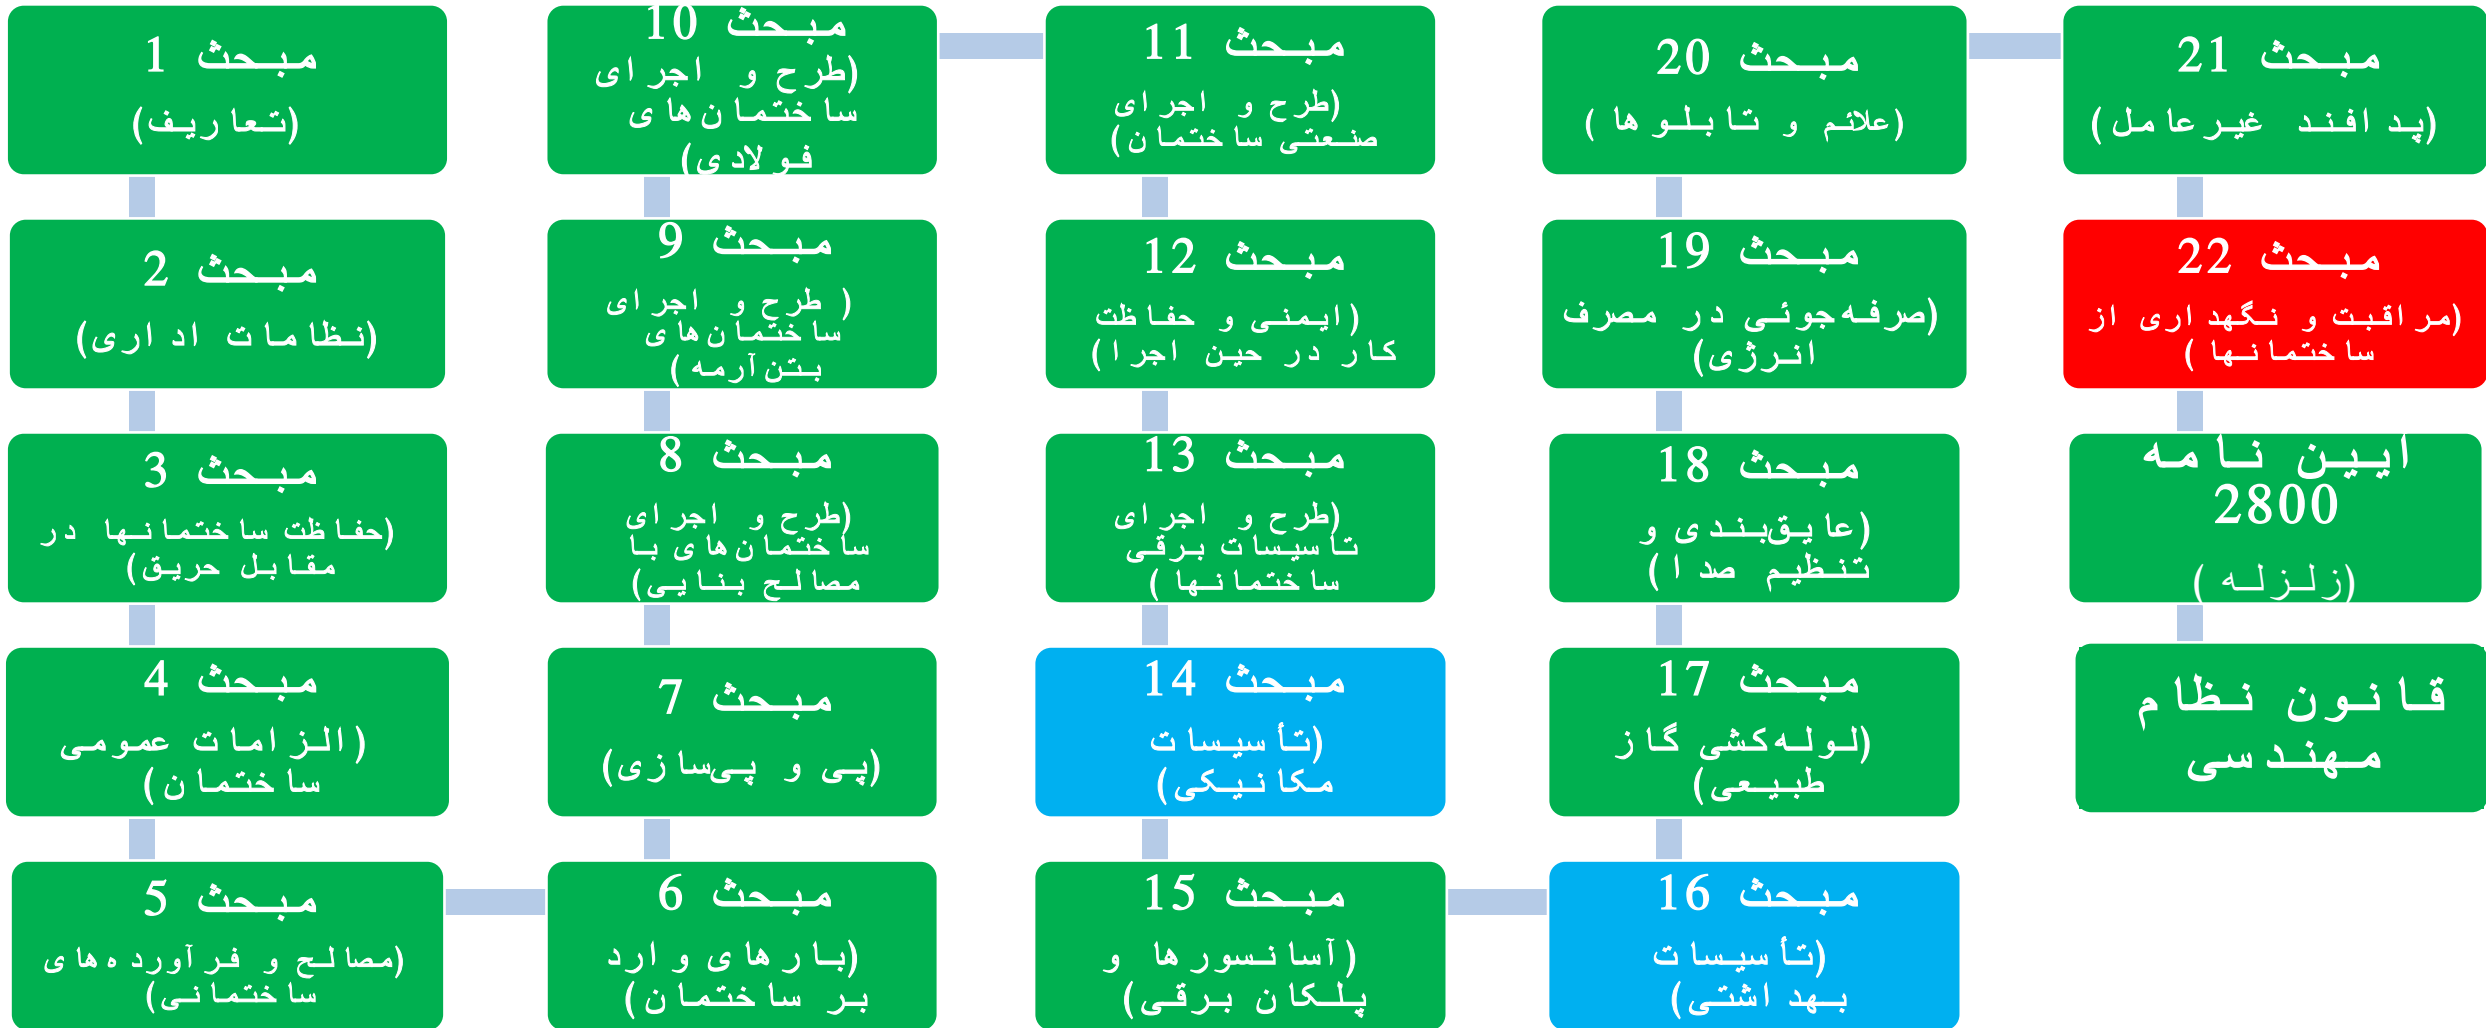 مبحث 1
(تعاریف)
مبحث 2
(نظامات اداری)
مبحث 3
(حفاظت ساختمانها در
مقابل حریق)
مبحث 4
(الزامات عمومی
ساختمان)
مبحث 5
(مصالح و فرآورده‌های
ساختمانی)
مبحث 6
(بارهای وارد
بر ساختمان)
مبحث 7
(پی و پی‌سازی)
مبحث 8
(طرح و اجرای
ساختمان‌های با
مصالح بنایی)
مبحث 9
( طرح و اجرای
ساختمان‌های
بتن‌آرمه)
مبحث 10
(طرح و اجرای
ساختمان‌های
فولادی)
مبحث 11
(طرح و اجرای
صنعتی ساختمان)
مبحث 12
(ایمنی و حفاظت
کار در حین اجرا)
مبحث 13
(طرح و اجرای
تاسیسات برقی
ساختمانها)
مبحث 14
(تأسیسات
مکانیکی)
مبحث 15
(آسانسورها و
پلکان برقی)
مبحث 16
(تأسیسات
بهداشتی)
مبحث 17
(لوله‌کشی گاز
طبیعی)
مبحث 18
(عایق‌بندی و
تنظیم صدا)
مبحث 19
(صرفه‌جوئی در مصرف
انرژی)
مبحث 20
(علائم و تابلوها )
مبحث 21
(پدافند غیرعامل)
مبحث 22
(مراقبت و نگهداری از
ساختمانها)
ایین نامه
2800
(زلزله)
قانون نظام
مهندسی